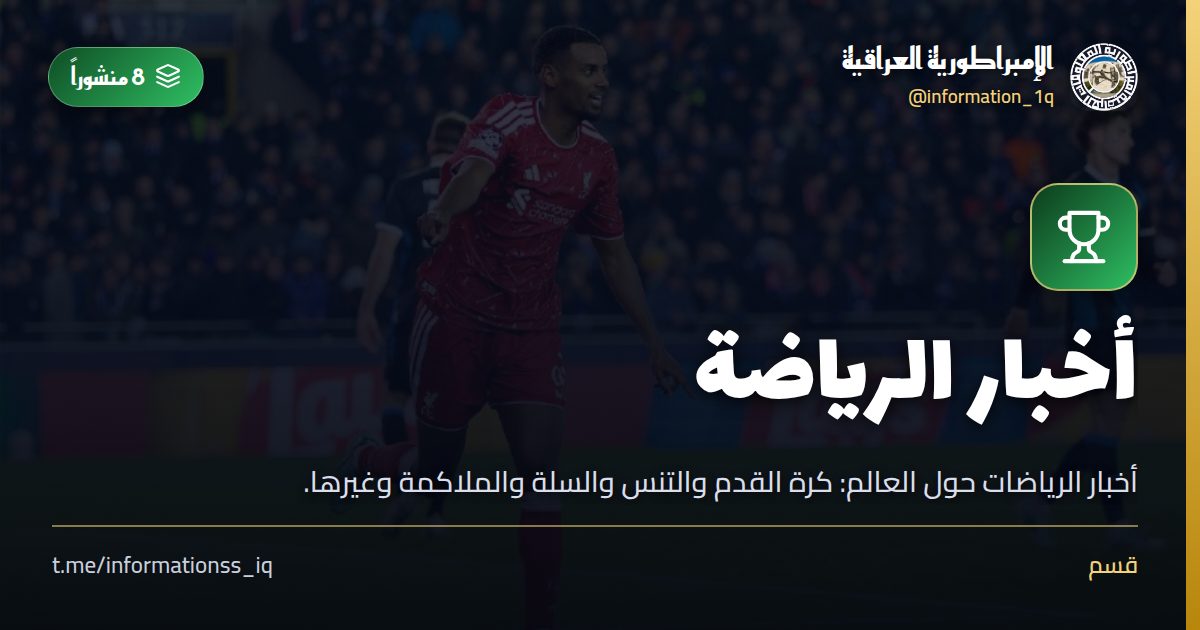 الإمبراطورية العراقية
@information_1q
8 منشوراً
أخبار الرياضة
أخبار الرياضات حول العالم: كرة القدم والتنس والسلة والملاكمة وغيرها.
قسم
t.me/informationss_iq